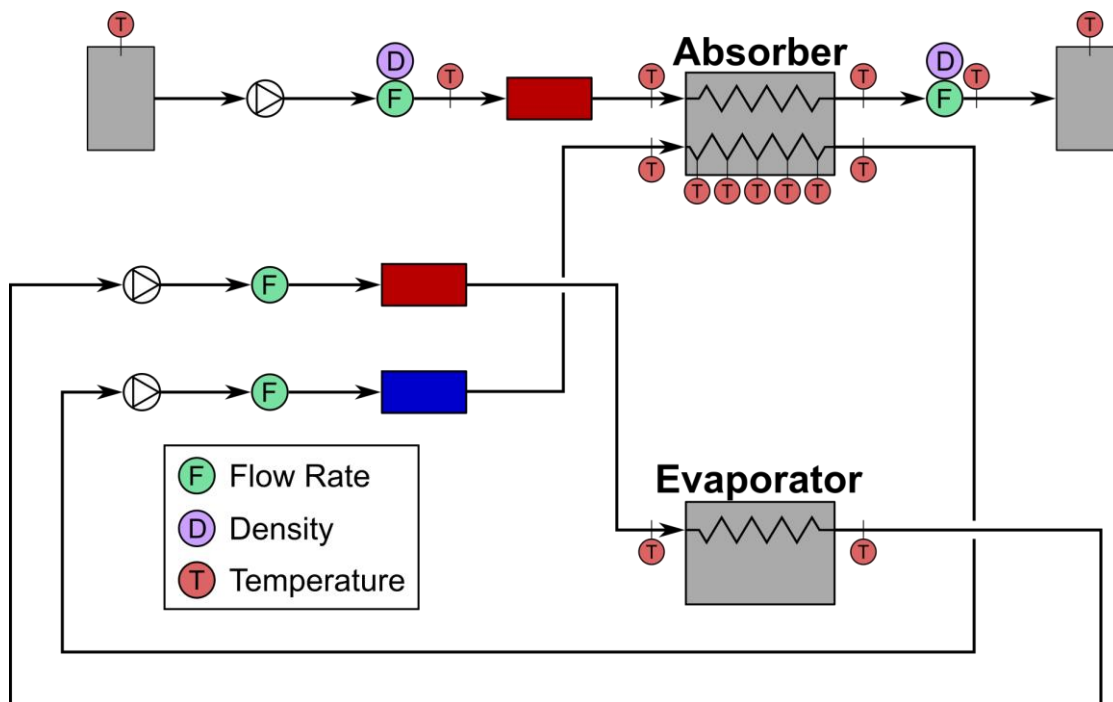 T T
D D
T T T T
F F
Absorber
T T
T T T T T
F
F
F Flow Rate
D Density
T Temperature
Evaporator
T T